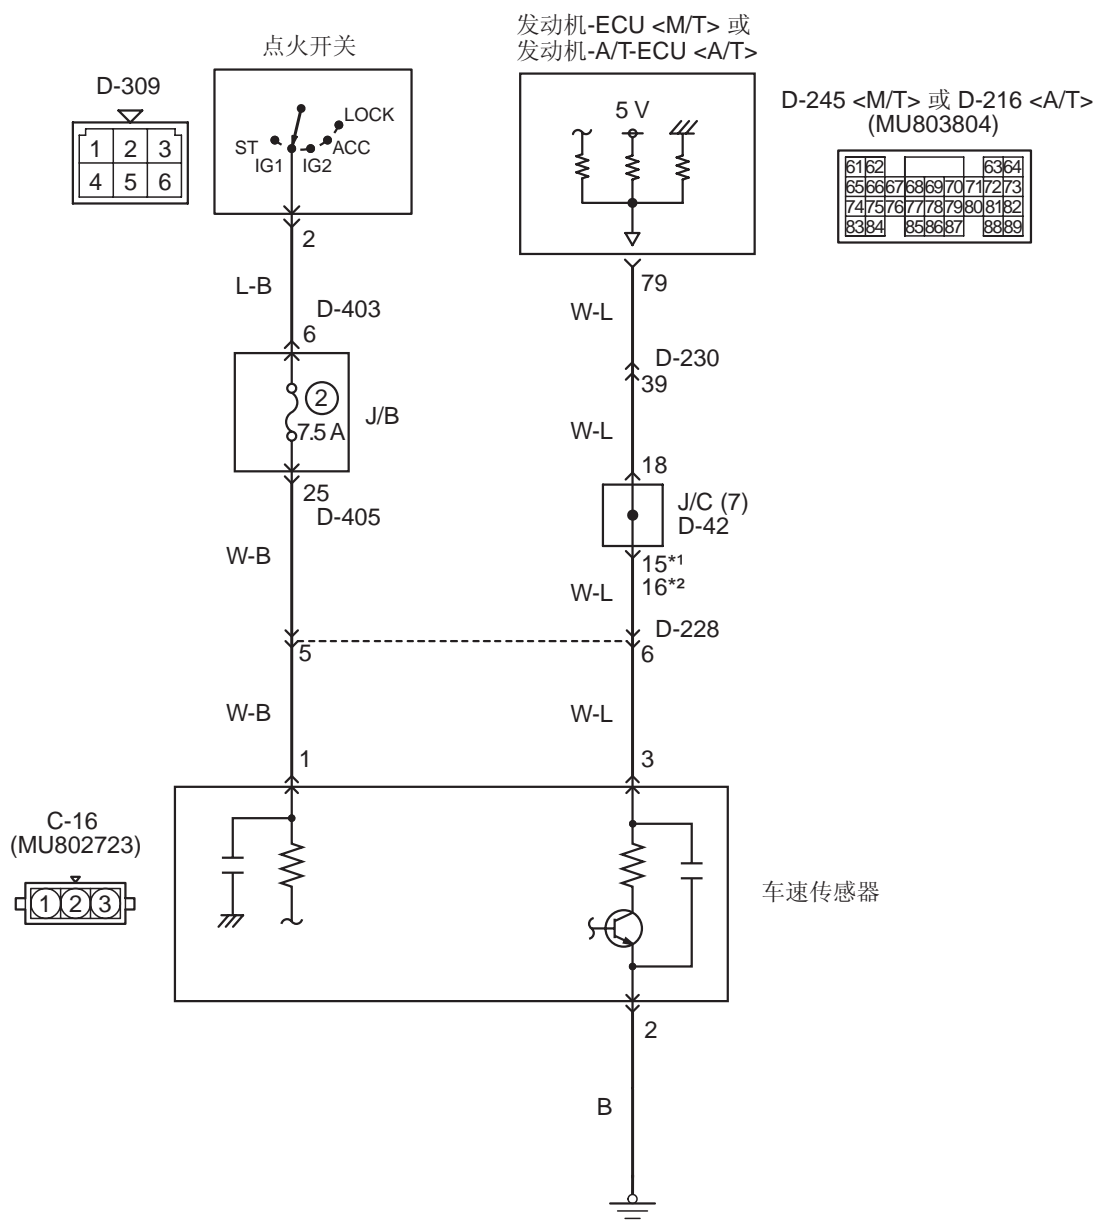 发动机-ECU <M/T> 或
发动机-A/T-ECU <A/T>
点火开关
D-309
1 2 3
4 5 6
LOCK
ST
ACC
IG1
IG2
5 V
D-245 <M/T> 或 D-216 <A/T>
(MU803804)
61 62 63 64
65 66 67 68 69 70 71 72 73
74 75 76 77 78 79 80 81 82
83 84 85 86 87 88 89
2
79
L-B
W-L
D-403
6
D-230
39
2
7.5 A
J/B
W-L
18
25
D-405
J/C (7)
D-42
W-B
15*1
16*2
W-L
D-228
5
6
W-B
W-L
1
3
C-16
(MU802723)
1 2 3
车速传感器
2
B